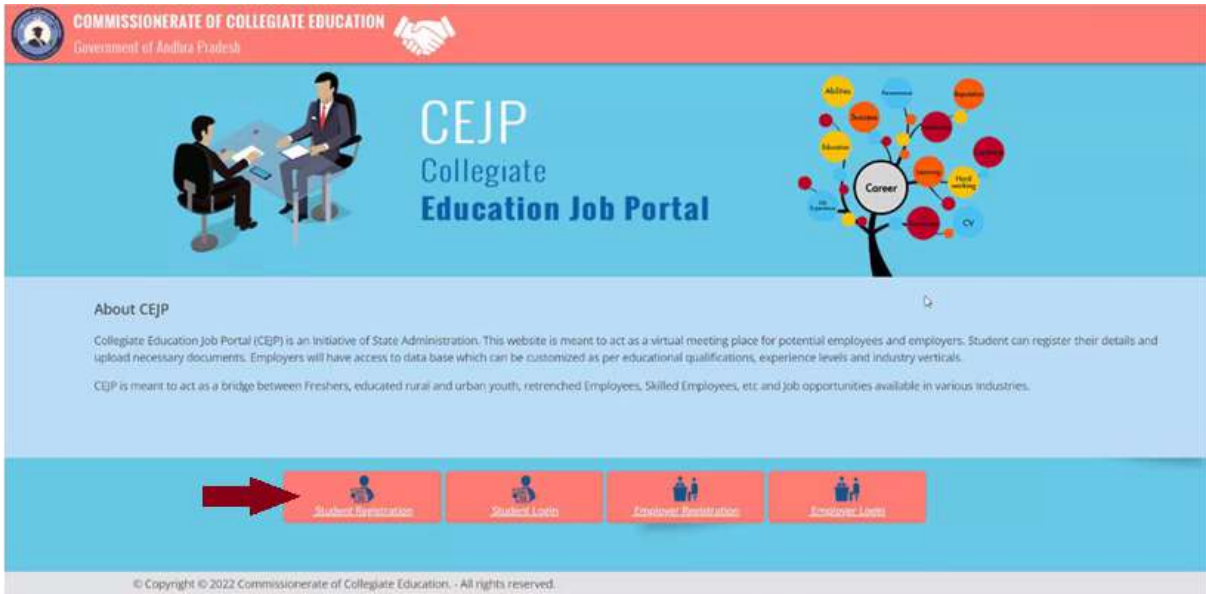 COMMISSIONERATE OF COLLEGIATE EDUCATION
Government of Andhra Pradesh
CEJP
Collegiate
Education Job Portal
Abilities
Success
Education
Career
Hard
working
CV
About CEJP
Collegiate Education Job Portal (CEJP) is an Initiative of State Administration. This website is meant to act as a virtual meeting place for potential employees and employers. Student can register their details and
upload necessary documents. Employers will have access to data base which can be customized as per educational qualifications, experience levels and industry verticals.
CEJP is meant to act as a bridge between Freshers, educated rural and urban youth, retrenched Employees, Skilled Employees, etc and Job opportunities available in various Industries.
Student Registration
Student Login
Employer Registration
Employer Login
© Copyright © 2022 Commissionerate of Collegiate Education. - All rights reserved.